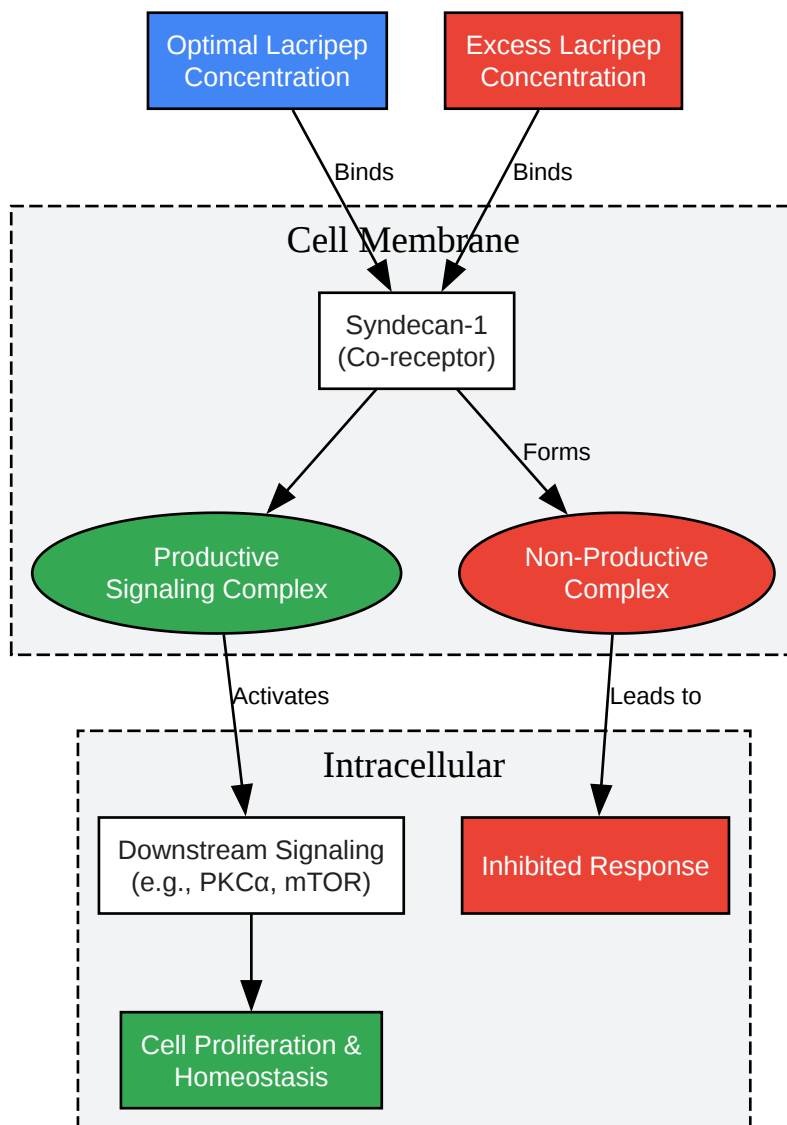 Optimal Lacripep
Concentration
Excess Lacripep
Concentration
Binds
Binds
Cell Membrane
Syndecan-1
(Co-receptor)
Forms
Productive
Signaling Complex
Non-Productive
Complex
Activates
Leads to
Intracellular
Downstream Signaling
(e.g., PKCα, mTOR)
Inhibited Response
Cell Proliferation &
Homeostasis